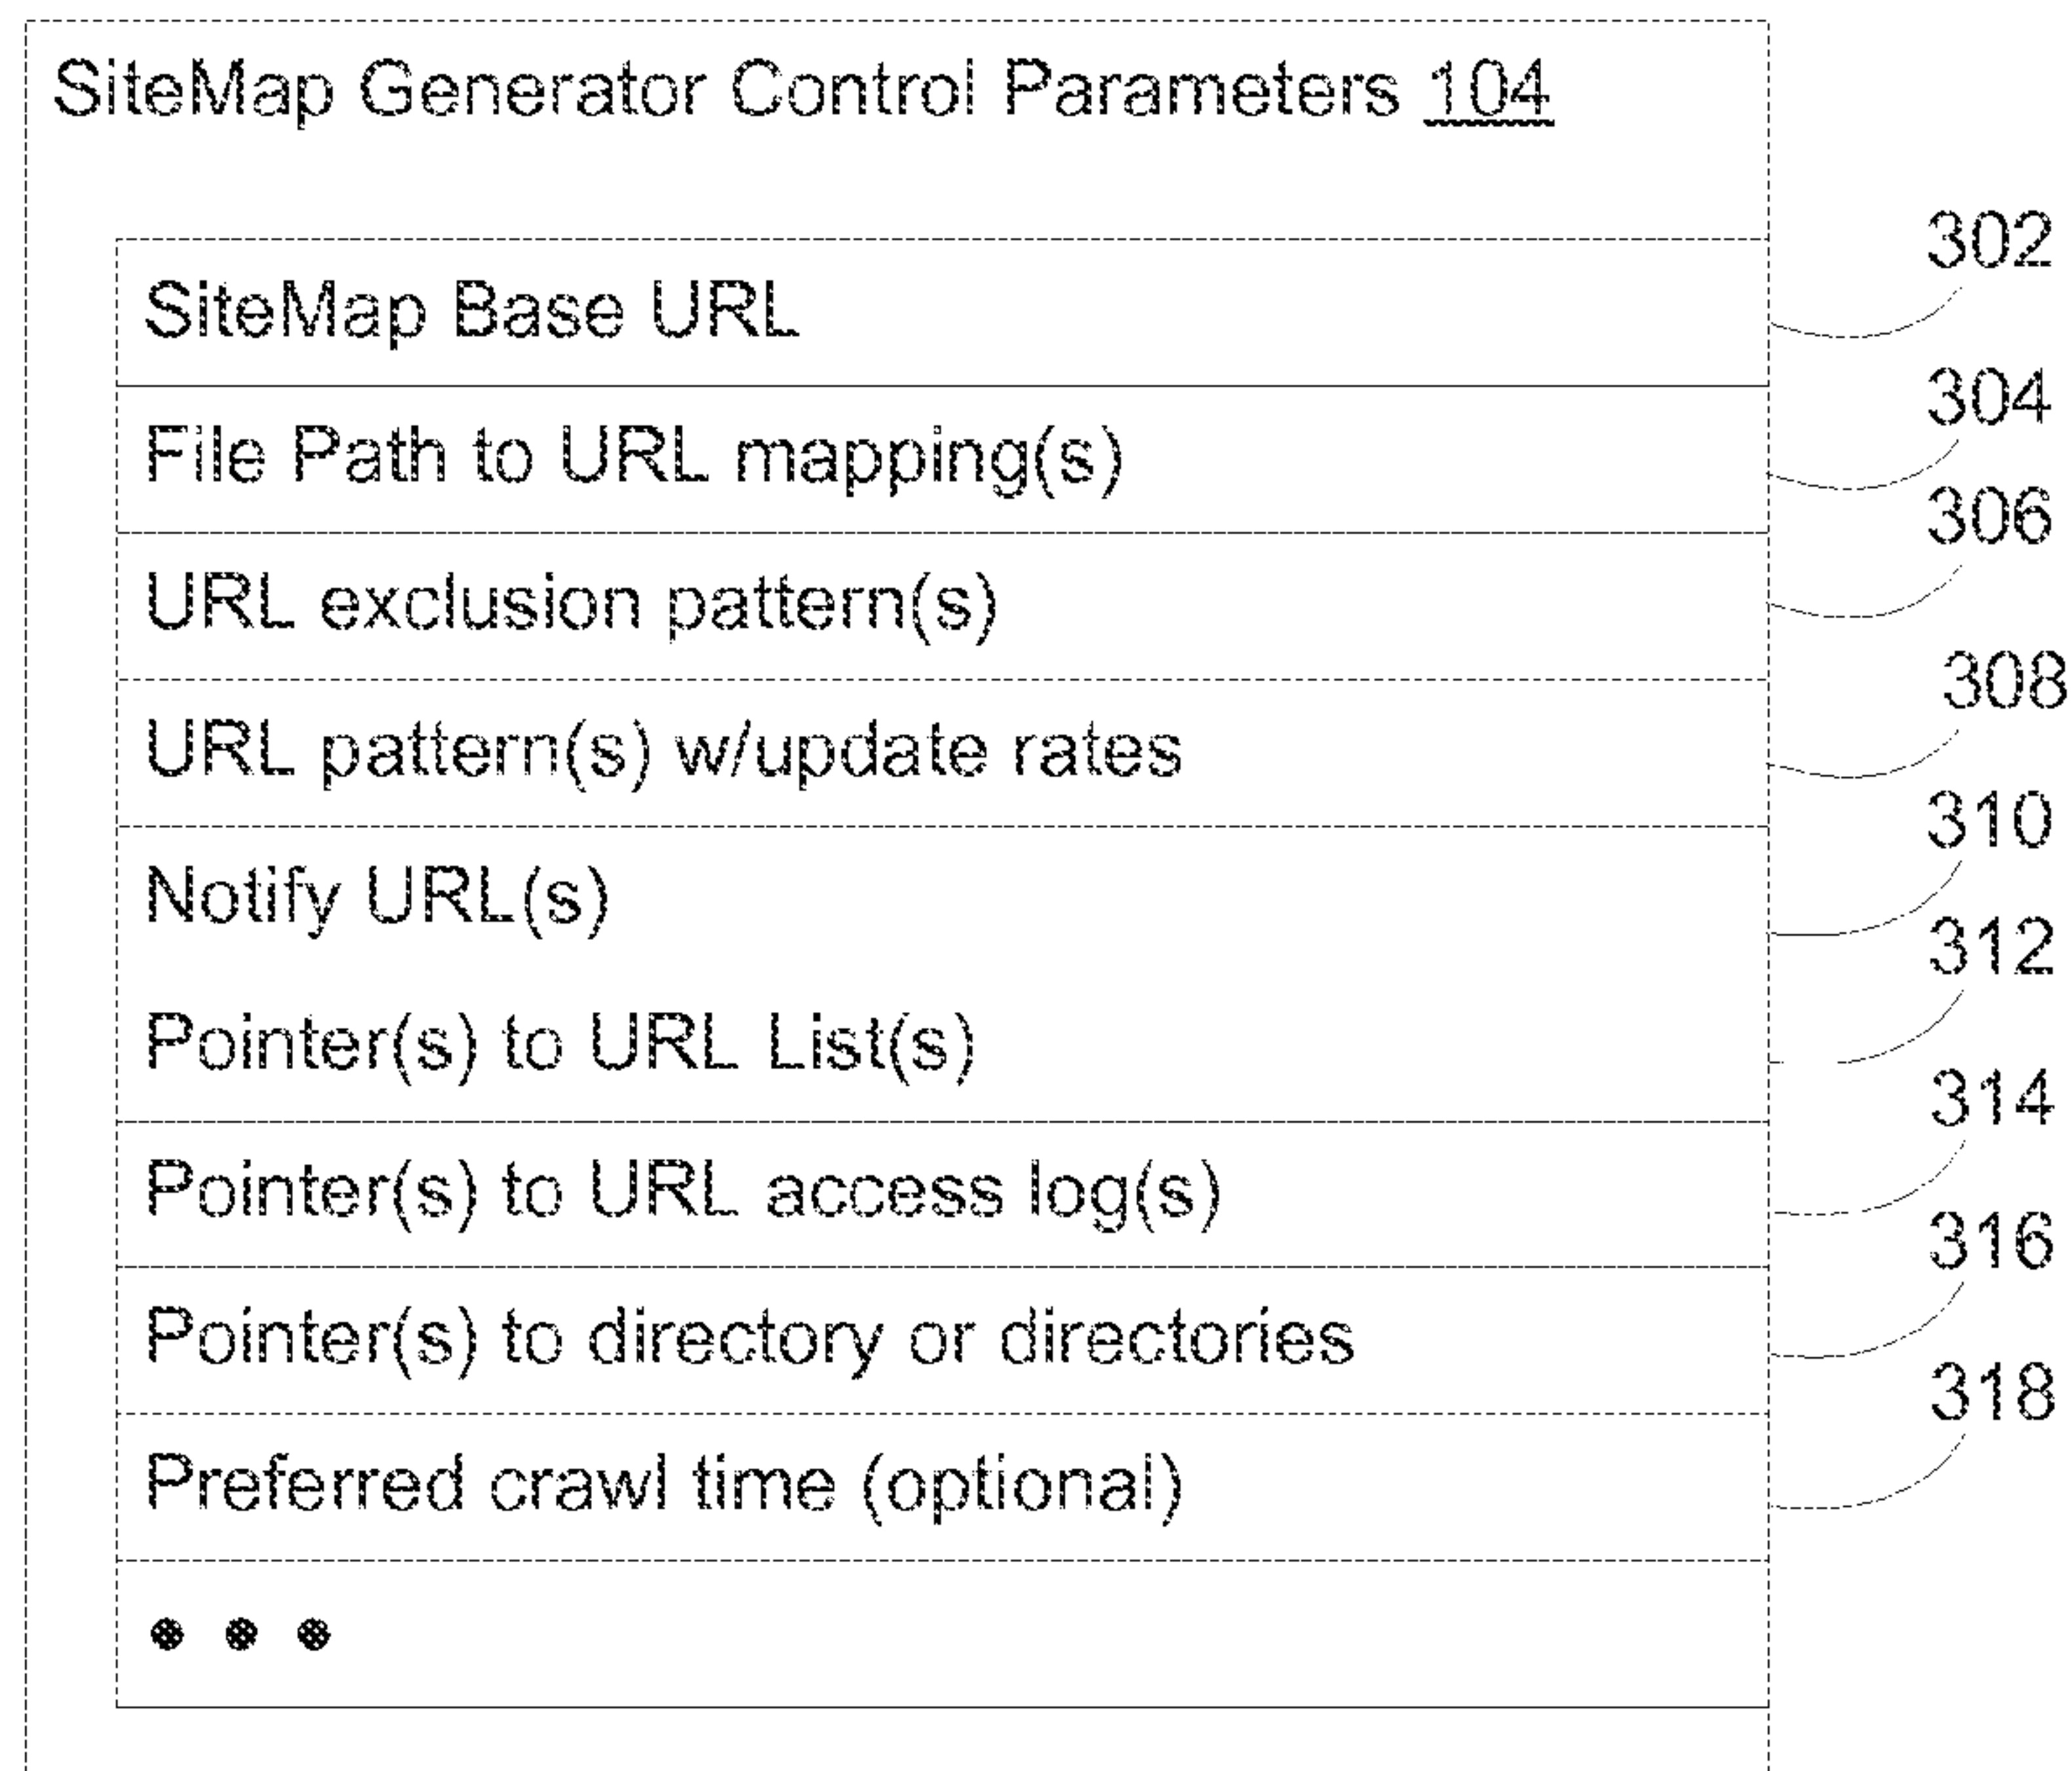 SiteMap Generator Control Parameters 104
302
SiteMap Base URL
304
File Path to URL mapping(s)
306
URL exclusion pattern(s)
308
URL pattern(s) w/update rates
310
Notify URL(s)
312
Pointer(s) to URL List(s)
314
Pointer(s) to URL access log(s)
316
Pointer(s) to directory or directories
318
Preferred crawl time (optional)
• • •